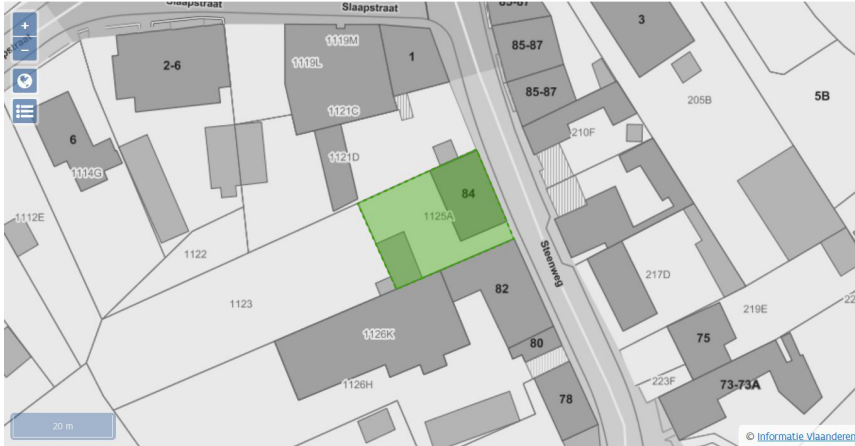 Slaapstraat
Slaapstraat
85-87
3
1119M
2-6
1119L
1
85-87
85-87
205B
5B
1121C
210F
6
1121D
1114G
84
1112E
1125A
1122
Steenweg
217D
82
1123
219E
1126K
80
75
1126H
223F
73-73A
78
20 m
© Informatie Vlaanderen